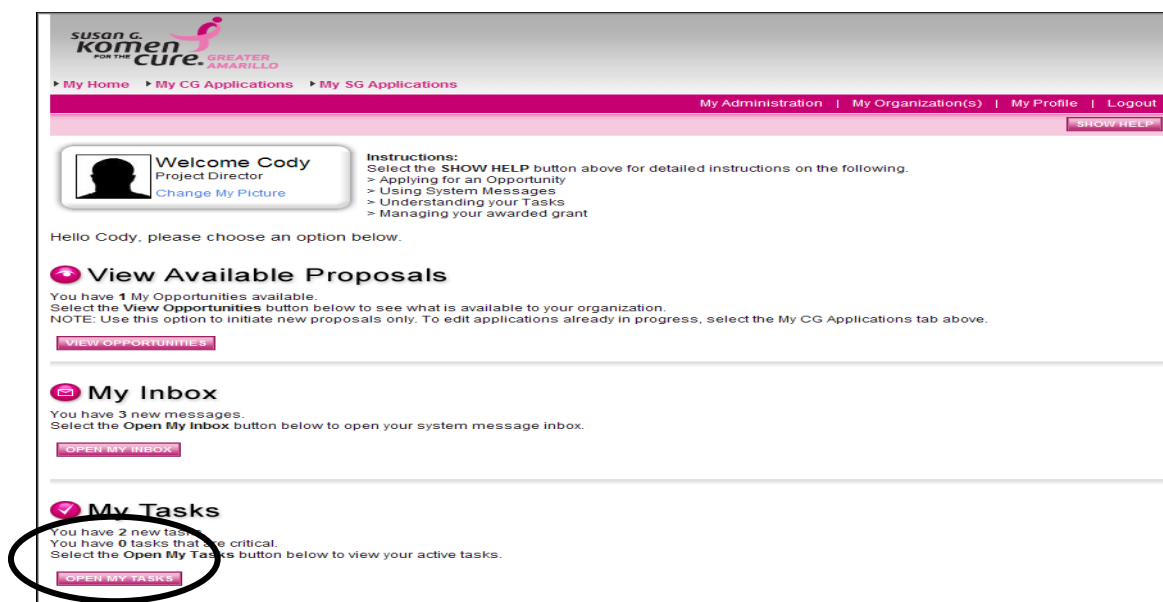 susan g.
komen
FOR THE cure. GREATER
AMARILLO
My Home My CG Applications My SG Applications
My Administration | My Organization(s) | My Profile | Logout
SHOW HELP
Welcome Cody
Project Director
Change My Picture
Instructions:
Select the SHOW HELP button above for detailed instructions on the following.
> Applying for an Opportunity
> Using System Messages
> Understanding your Tasks
> Managing your awarded grant
Hello Cody, please choose an option below.
View Available Proposals
You have 1 My Opportunities available.
Select the View Opportunities button below to see what is available to your organization.
NOTE: Use this option to initiate new proposals only. To edit applications already in progress, select the My CG Applications tab above.
VIEW OPPORTUNITIES
My Inbox
You have 3 new messages.
Select the Open My Inbox button below to open your system message inbox.
OPEN MY INBOX
My Tasks
You have 2 new tasks.
You have 0 tasks that are critical.
Select the Open My Tasks button below to view your active tasks.
OPEN MY TASKS